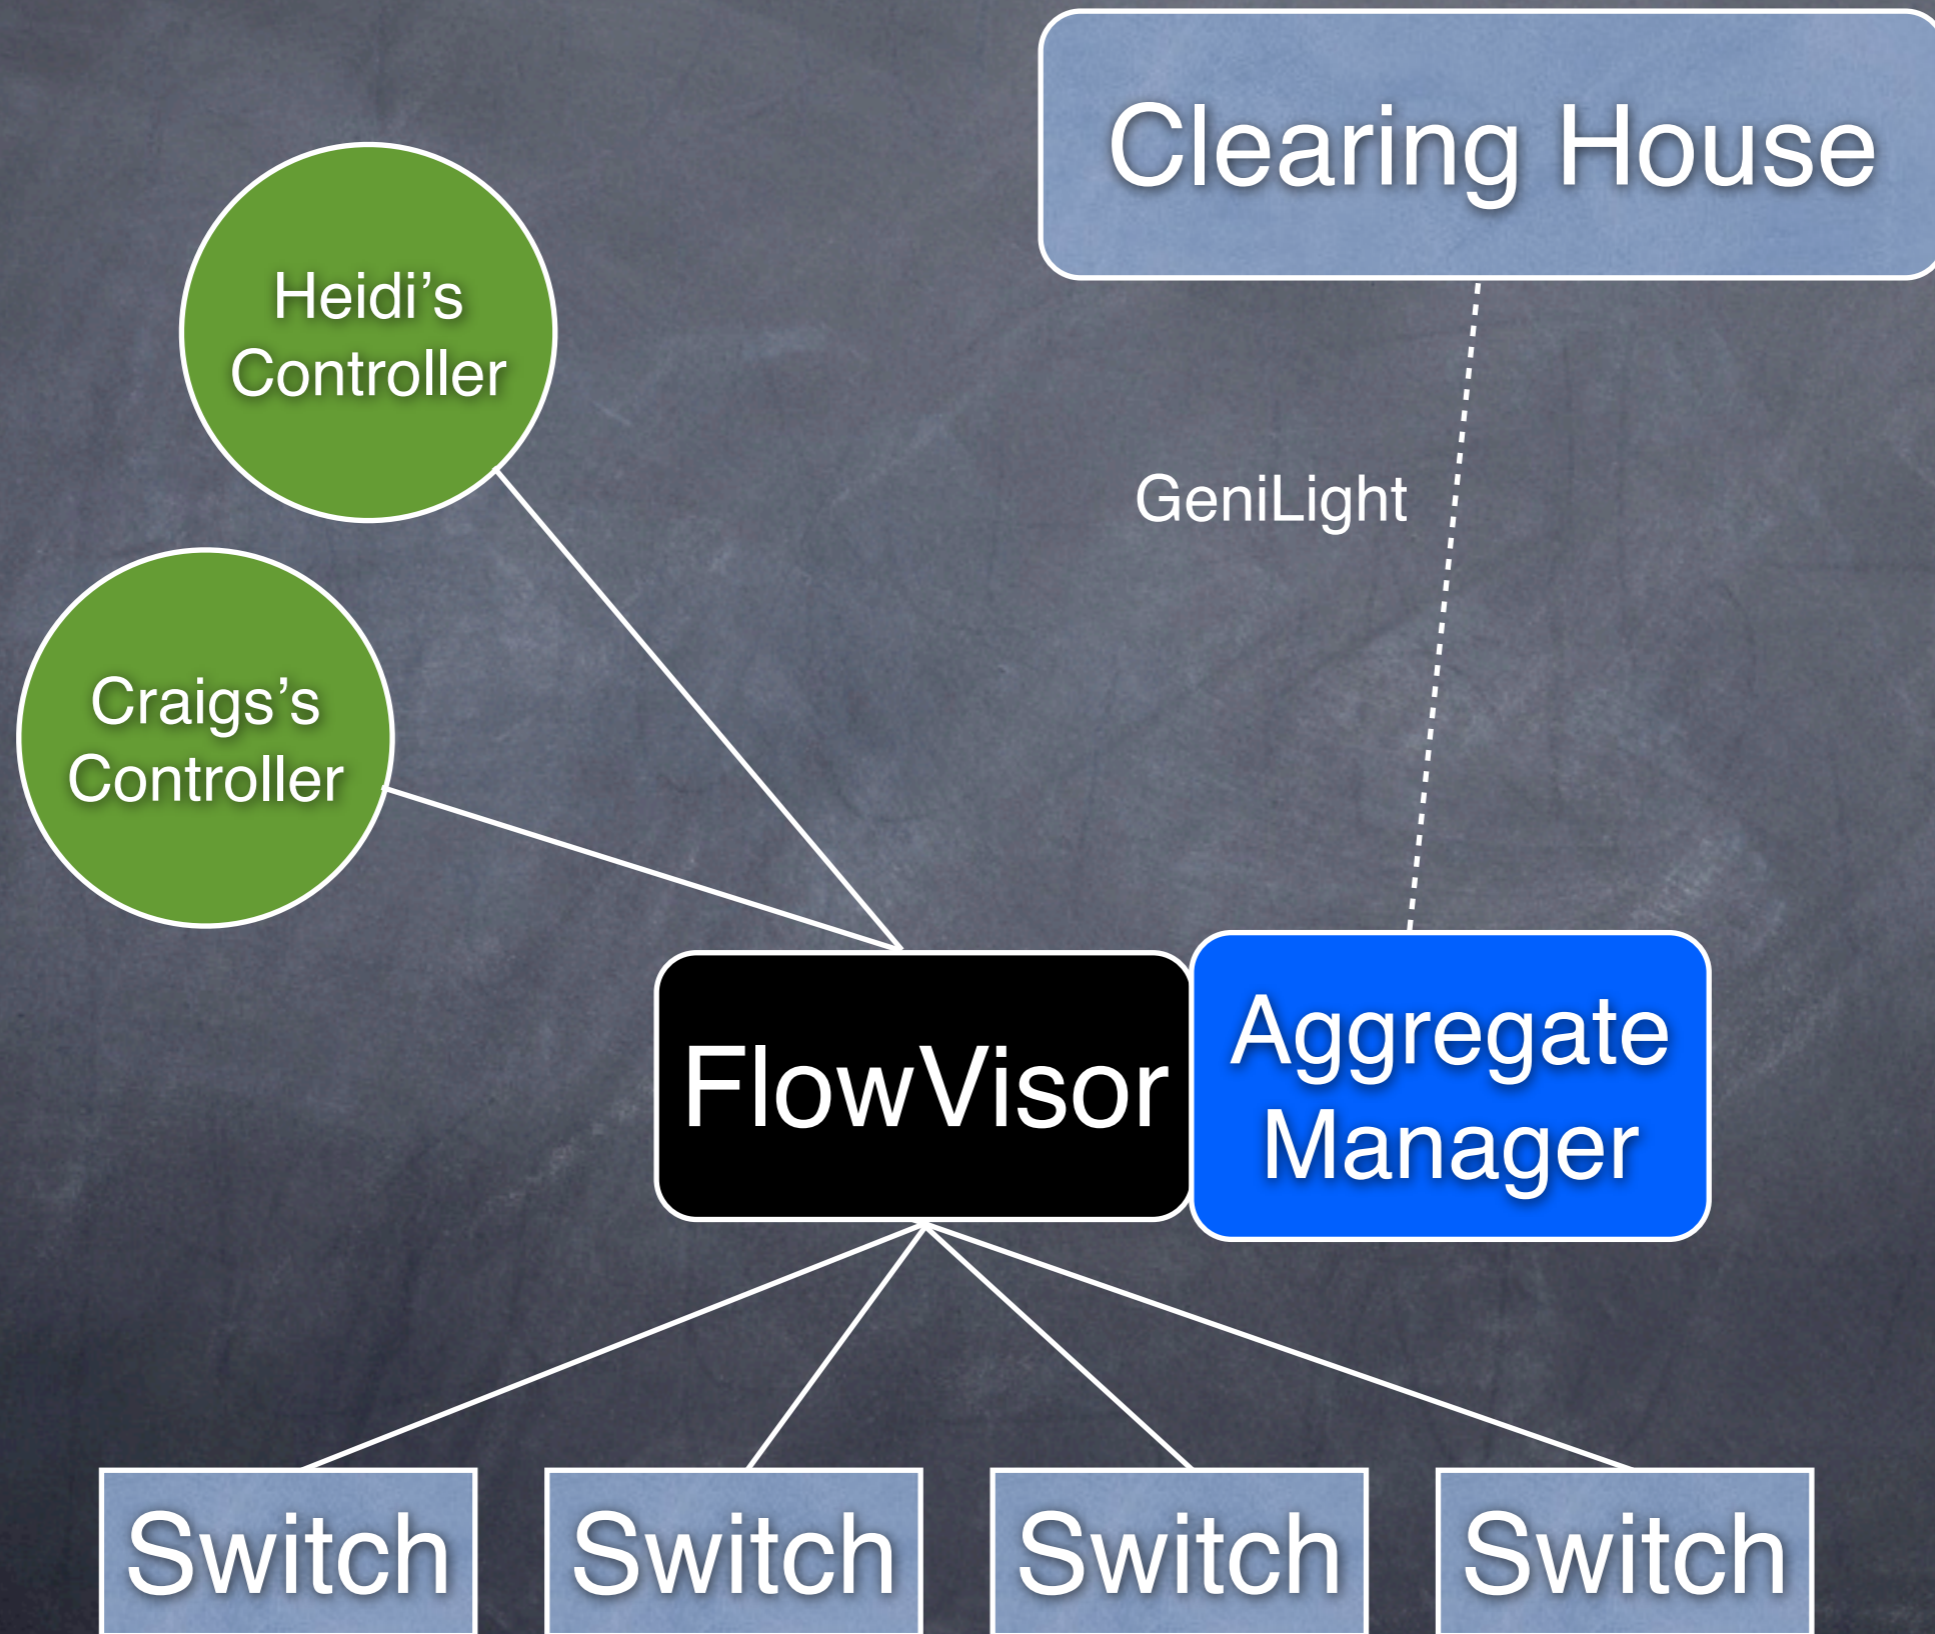 Clearing House
Heidi’s
Controller
GeniLight
Craigs’s
Controller
FlowVisor
Aggregate
Manager
Switch
Switch
Switch
Switch